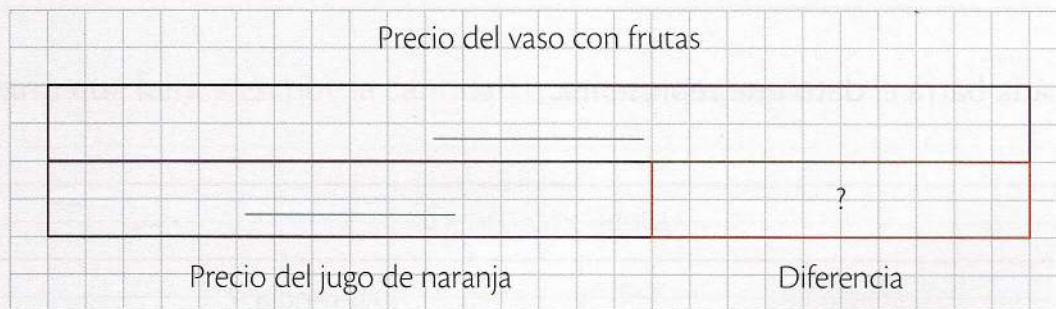 Precio del vaso con frutas
?
Precio del jugo de naranja
Diferencia